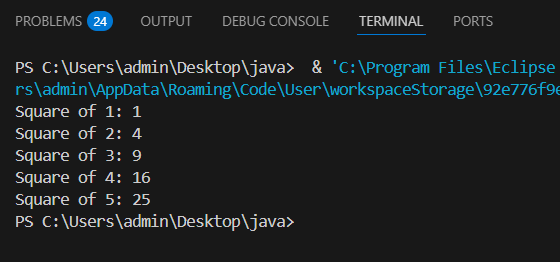 PROBLEMS 24 OUTPUT DEBUG CONSOLE TERMINAL PORTS
PS C:\Users\admin\Desktop\java>  & 'C:\Program Files\Eclipse
rs\admin\AppData\Roaming\Code\User\workspaceStorage\92e776f9e
Square of 1: 1
Square of 2: 4
Square of 3: 9
Square of 4: 16
Square of 5: 25
PS C:\Users\admin\Desktop\java>